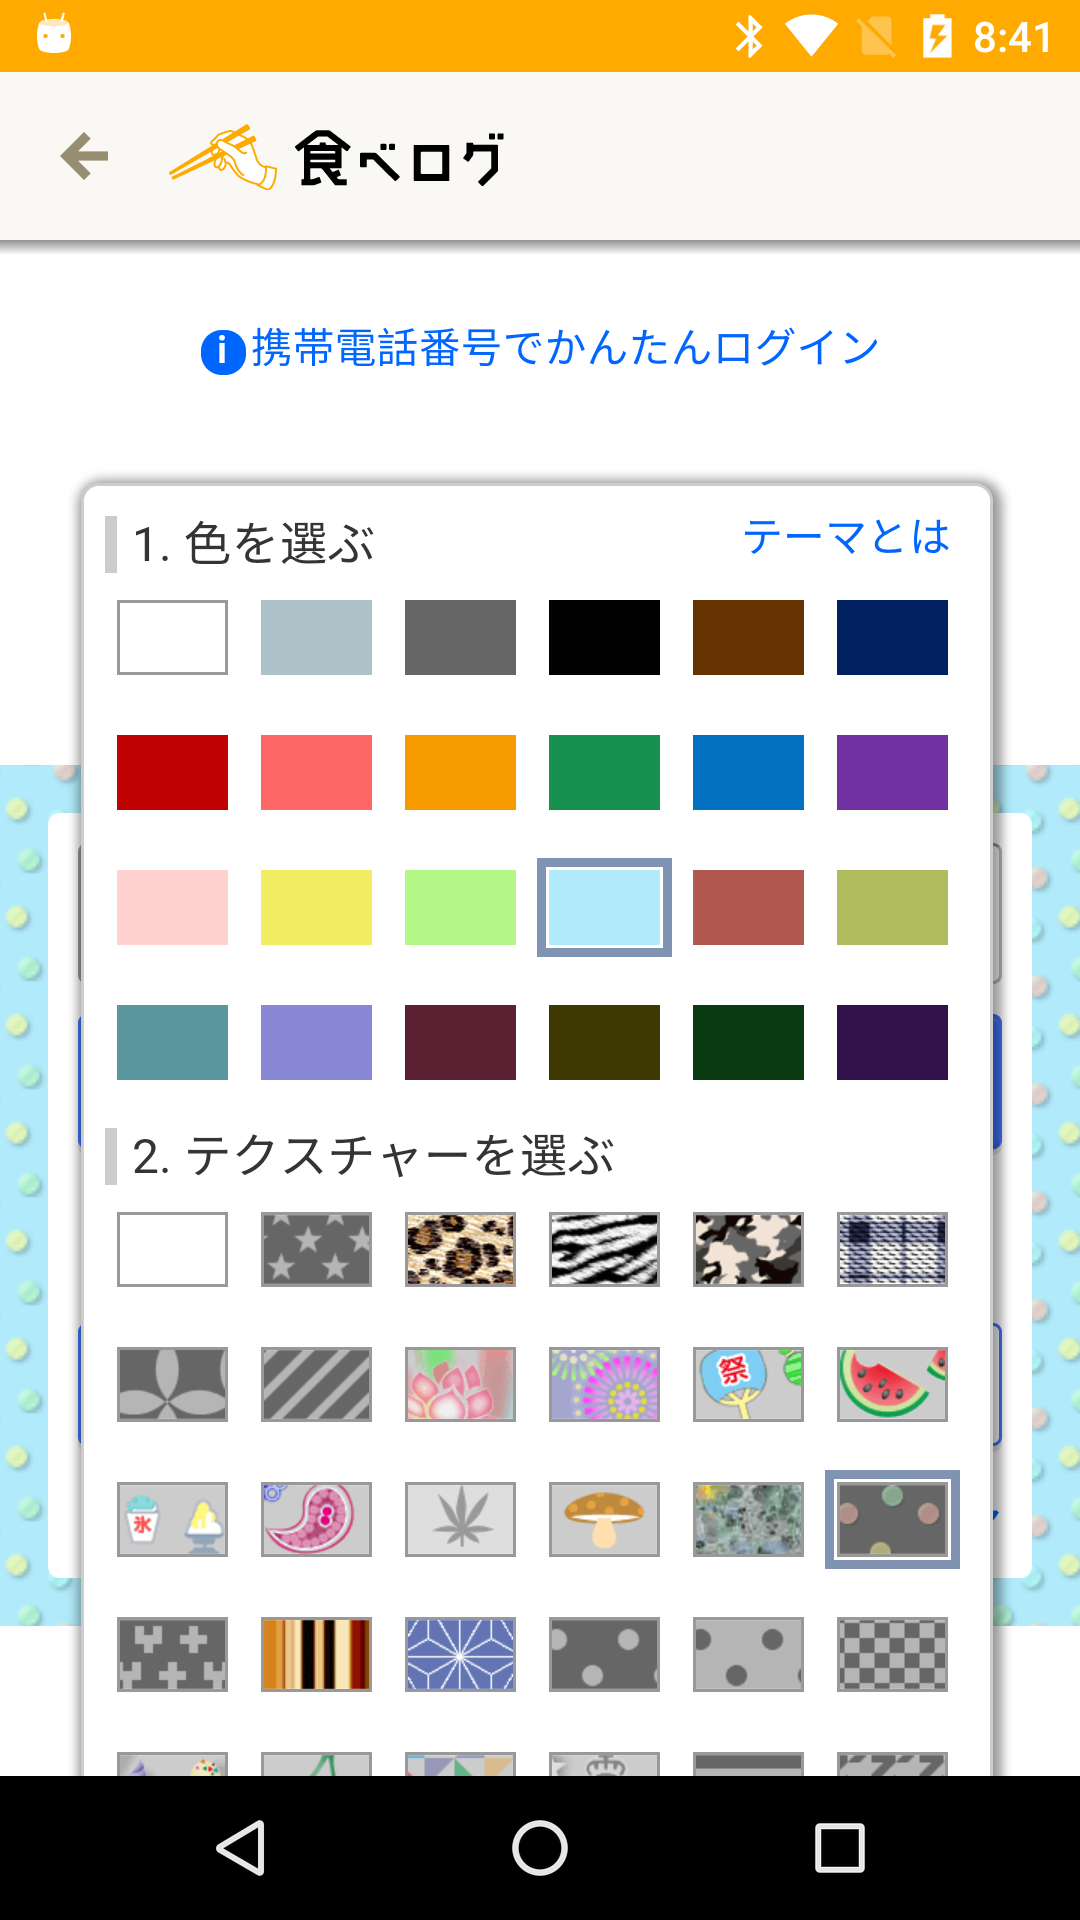 8:41
食べログ
i携帯電話番号でかんたんログイン
1. 色を選ぶ
テーマとは
2. テクスチャーを選ぶ
祭
氷